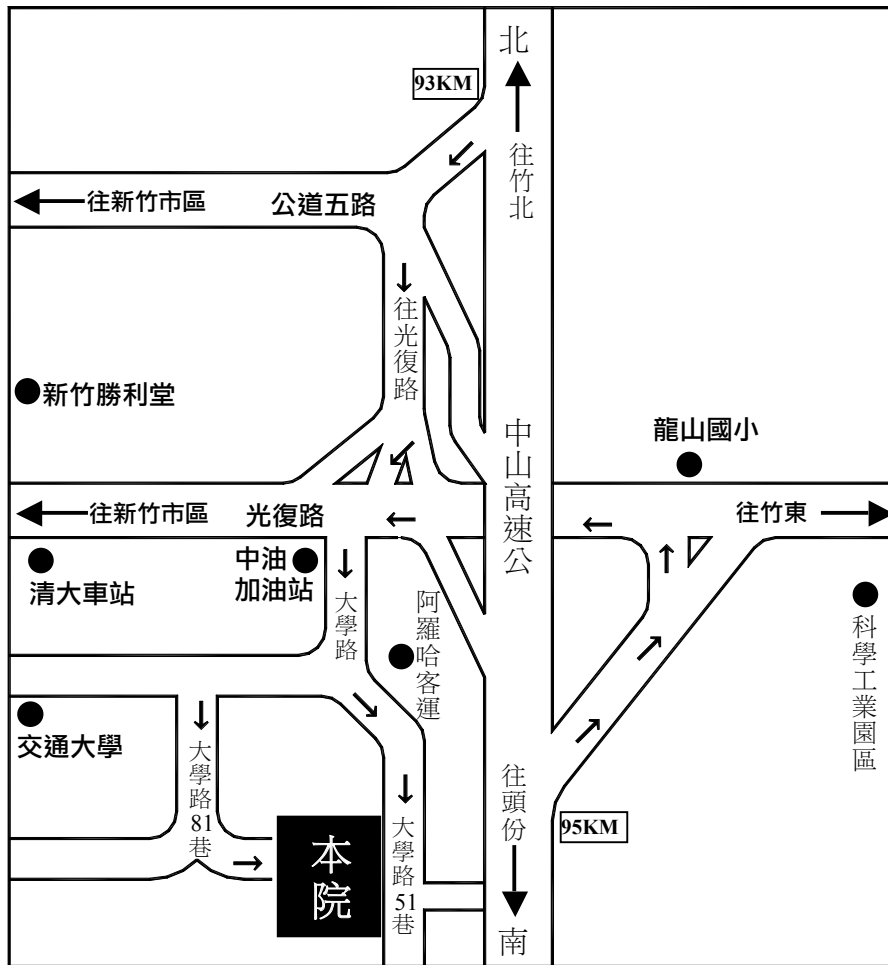 北
93KM
往竹北
往新竹市區
公道五路
往光復路
新竹勝利堂
中山高速公
龍山國小
往新竹市區
光復路
往竹東
清大車站
中油
加油站
大學路
阿羅哈客運
科學工業園區
交通大學
大學路81巷
往頭份
95KM
本院
大學路51巷
南